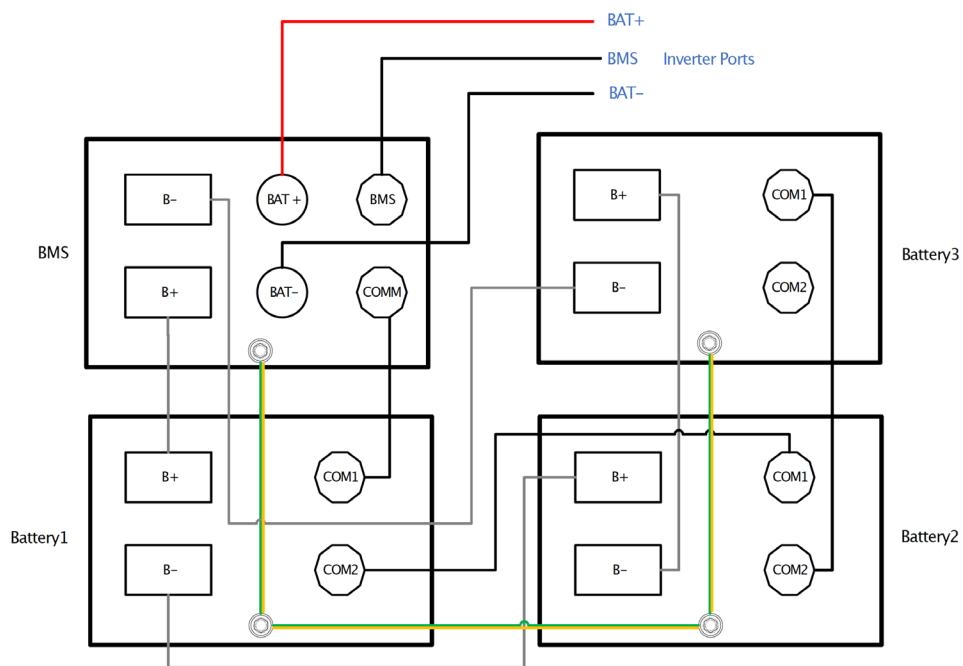 BAT+
BMS Inverter Ports
BAT–
BMS
B-
BAT +
BMS
B+
BAT–
COMM
Battery3
B+
COM1
B-
COM2
Battery1
B+
COM1
B-
COM2
Battery2
B+
COM1
B-
COM2